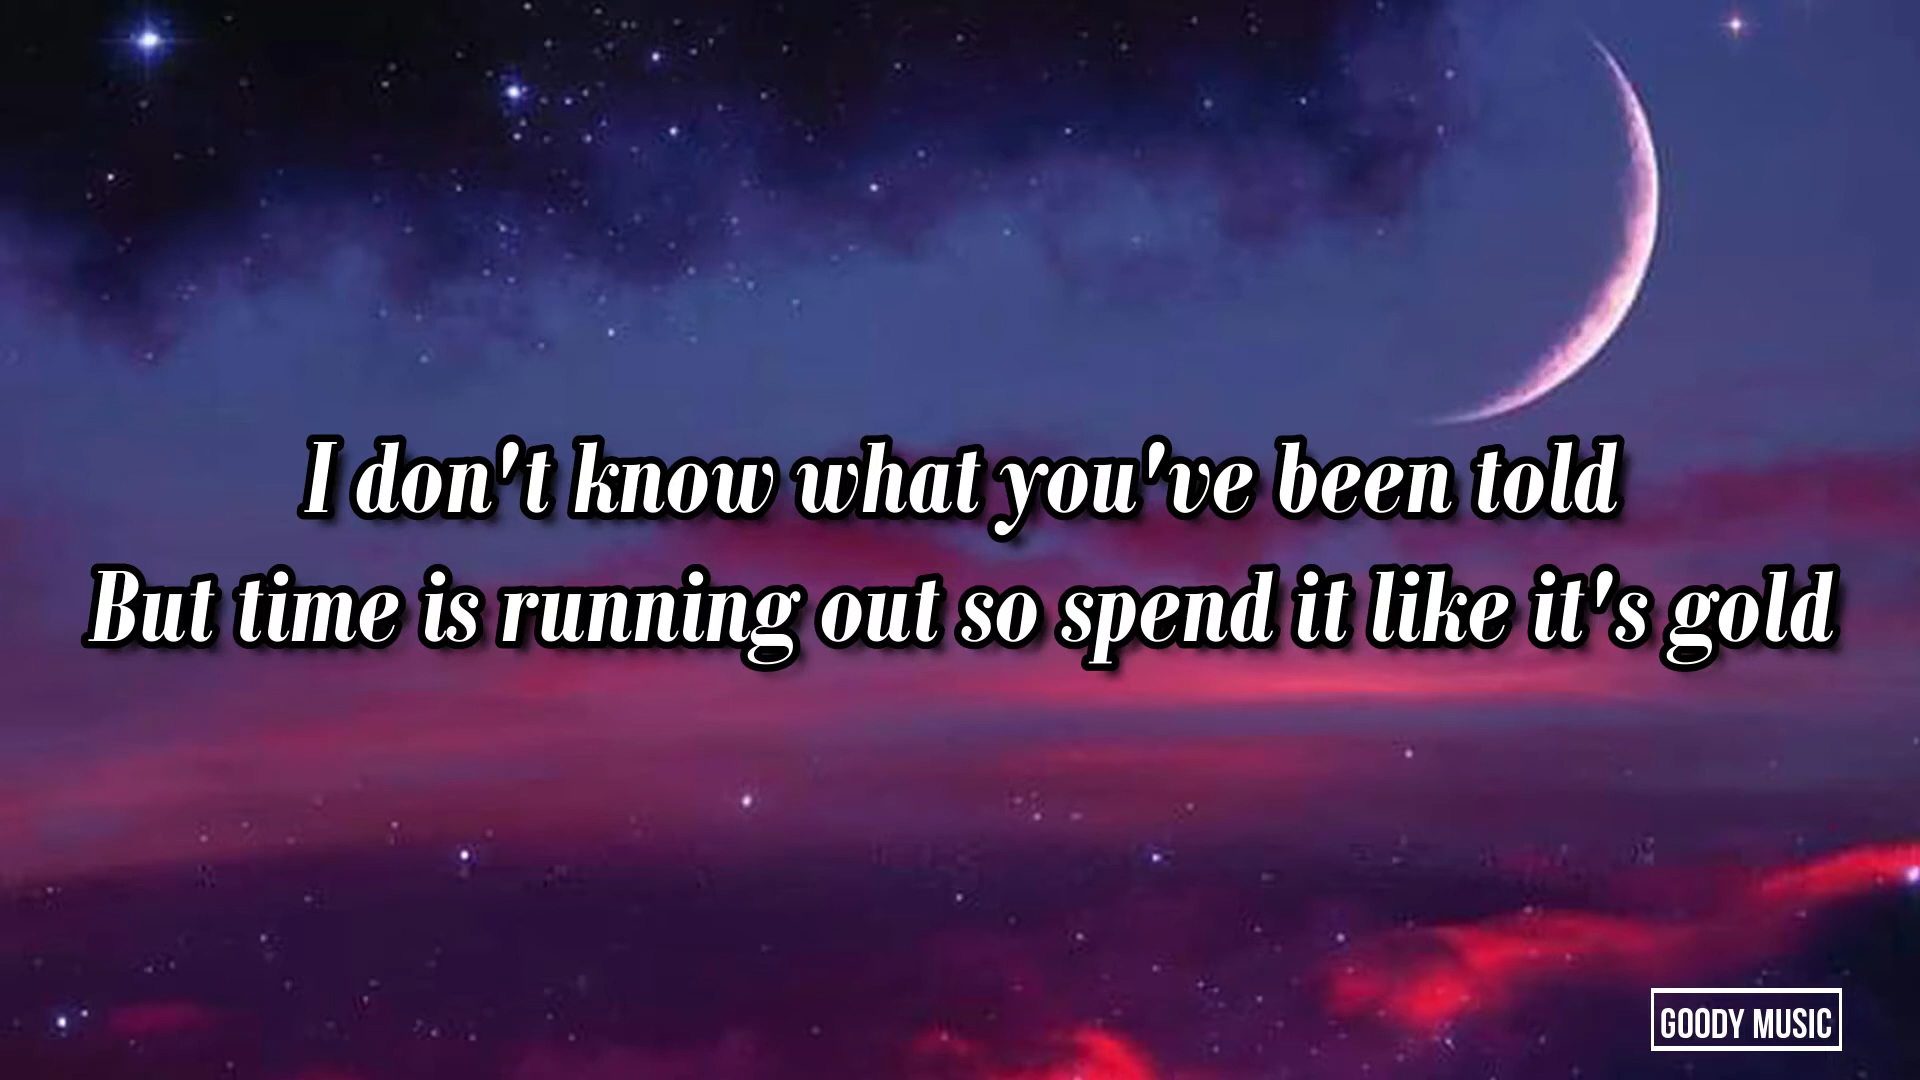 I don't know what you've been told
But time is running out so spend it like it's gold
GOODY MUSIC